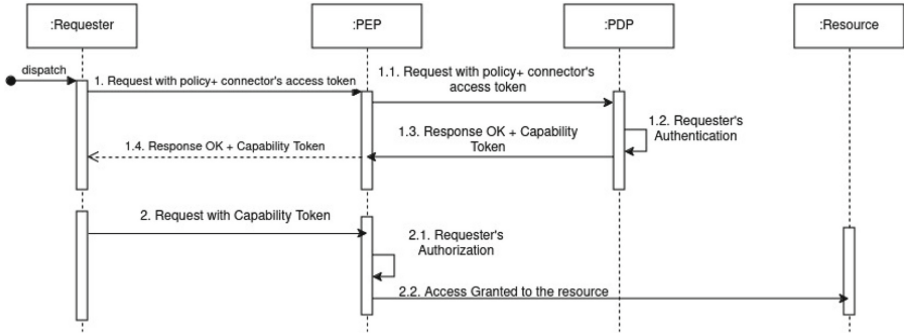 :Requester
:PEP
:PDP
:Resource
dispatch
1. Request with policy+ connector's access token
1.1. Request with policy+ connector's
access token
1.2. Requester's
Authentication
1.3. Response OK + Capability
Token
1.4. Response OK + Capability Token
2. Request with Capability Token
2.1. Requester's
Authorization
2.2. Access Granted to the resource